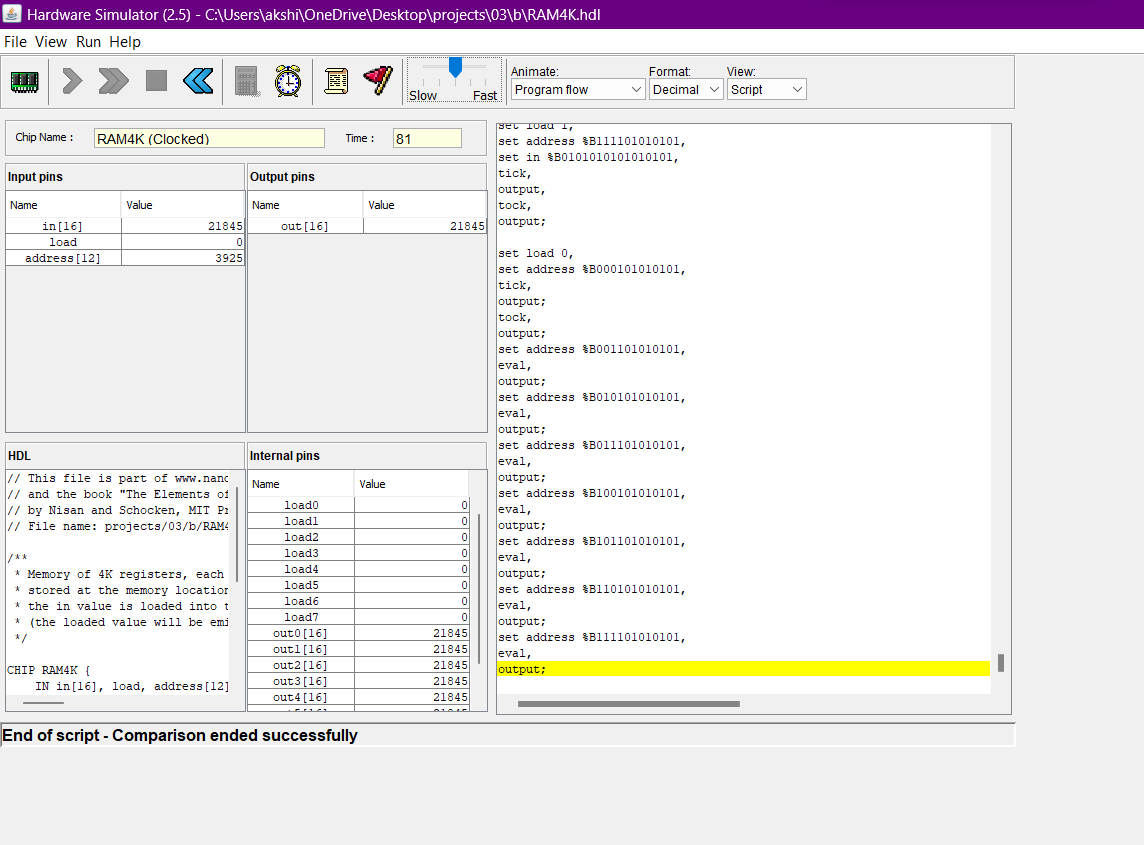 Hardware Simulator (2.5) - C:\Users\akshi\OneDrive\Desktop\projects\03\b\RAM4K.hdl
File View Run Help
Slow Fast
Animate:
Program flow
Format:
Decimal
View:
Script
Chip Name :
RAM4K (Clocked)
Time :
81
Input pins
Name Value
in[16] 21845
load 0
address[12] 3925
Output pins
Name Value
out[16] 21845
HDL
// This file is part of www.nand
// and the book "The Elements of
// by Nisan and Schocken, MIT Pr
// File name: projects/03/b/RAM4
/**
* Memory of 4K registers, each
* stored at the memory location
* the in value is loaded into t
* (the loaded value will be emi
*/
CHIP RAM4K {
IN in[16], load, address[12]
Internal pins
Name Value
load0 0
load1 0
load2 0
load3 0
load4 0
load5 0
load6 0
load7 0
out0[16] 21845
out1[16] 21845
out2[16] 21845
out3[16] 21845
out4[16] 21845
set load 1,
set address %B111101010101,
set in %B0101010101010101,
tick,
output,
tock,
output;
set load 0,
set address %B000101010101,
tick,
output;
tock,
output;
set address %B001101010101,
eval,
output;
set address %B010101010101,
eval,
output;
set address %B011101010101,
eval,
output;
set address %B100101010101,
eval,
output;
set address %B101101010101,
eval,
output;
set address %B110101010101,
eval,
output;
set address %B111101010101,
eval,
output;
End of script - Comparison ended successfully